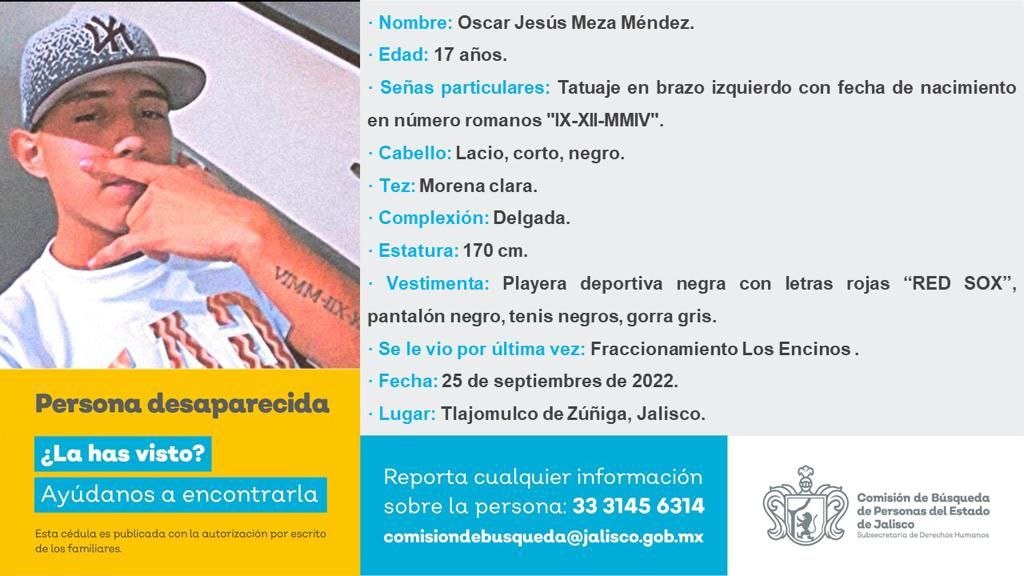 · Nombre: Oscar Jesús Meza Méndez.
· Edad: 17 años.
· Señas particulares: Tatuaje en brazo izquierdo con fecha de nacimiento
en número romanos "IX-XII-MMIV".
· Cabello: Lacio, corto, negro.
· Tez: Morena clara.
· Complexión: Delgada.
· Estatura: 170 cm.
· Vestimenta: Playera deportiva negra con letras rojas “RED SOX”,
pantalón negro, tenis negros, gorra gris.
· Se le vio por última vez: Fraccionamiento Los Encinos .
· Fecha: 25 de septiembres de 2022.
· Lugar: Tlajomulco de Zúñiga, Jalisco.
Persona desaparecida
¿La has visto?
Ayúdanos a encontrarla
Esta cédula es publicada con la autorización por escrito
de los familiares.
Reporta cualquier información
sobre la persona: 33 3145 6314
comisiondebusqueda@jalisco.gob.mx
Comisión de Búsqueda
de Personas del Estado
de Jalisco
Subsecretaría de Derechos Humanos